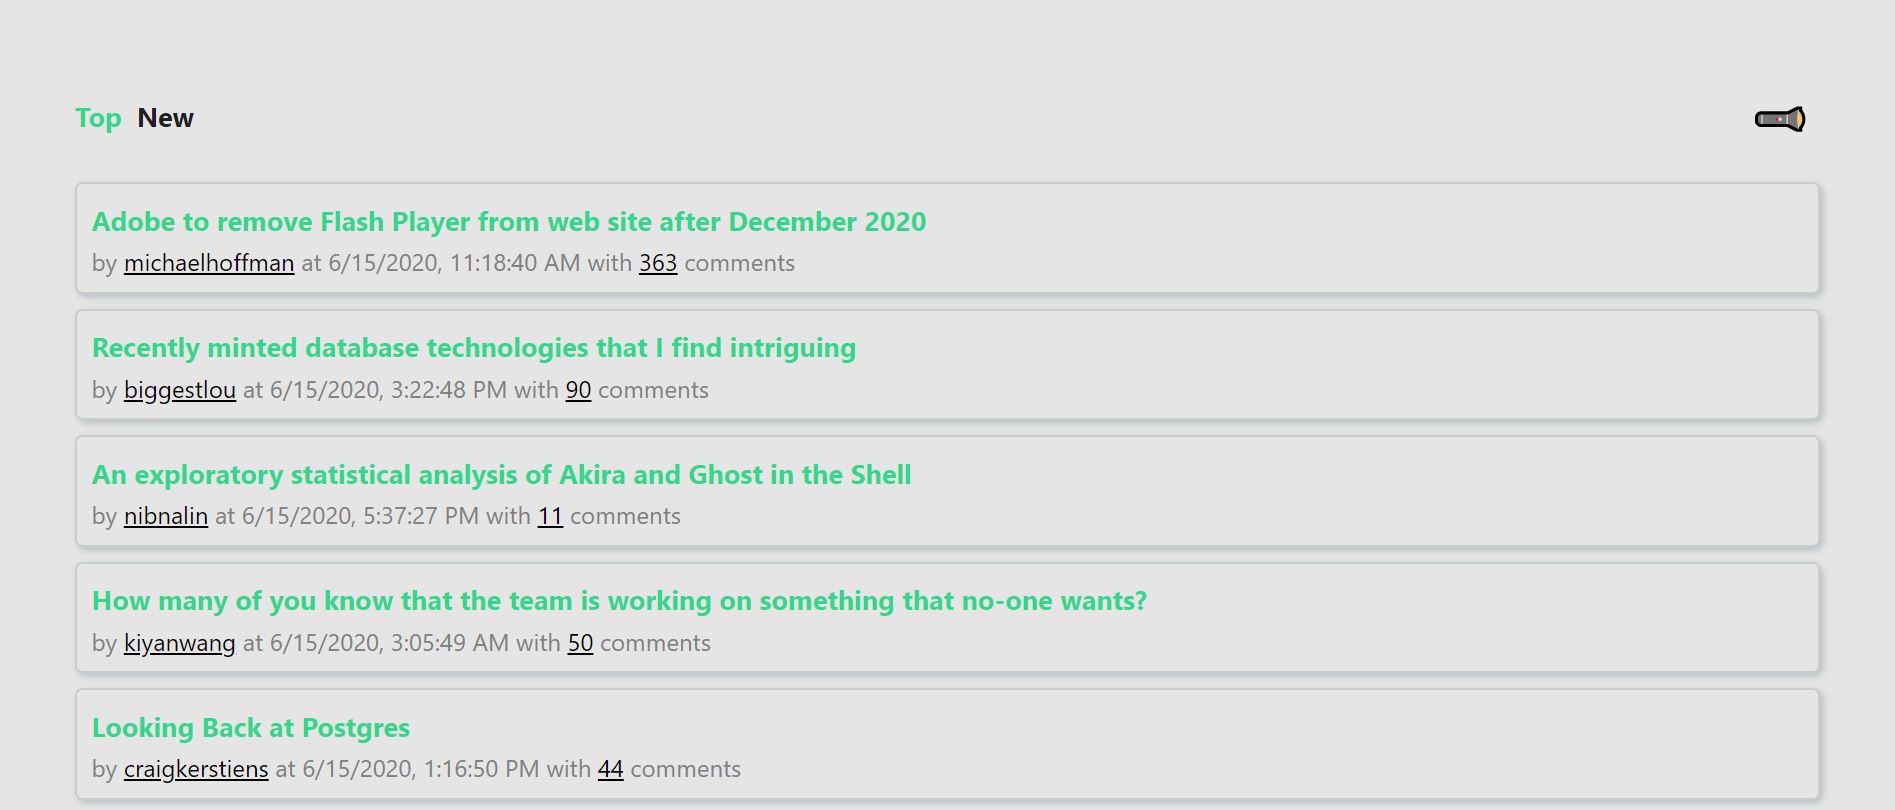 Top New
Adobe to remove Flash Player from web site after December 2020
by michaelhoffman at 6/15/2020, 11:18:40 AM with 363 comments
Recently minted database technologies that I find intriguing
by biggestlou at 6/15/2020, 3:22:48 PM with 90 comments
An exploratory statistical analysis of Akira and Ghost in the Shell
by nibnalin at 6/15/2020, 5:37:27 PM with 11 comments
How many of you know that the team is working on something that no-one wants?
by kiyanwang at 6/15/2020, 3:05:49 AM with 50 comments
Looking Back at Postgres
by craigkerstiens at 6/15/2020, 1:16:50 PM with 44 comments